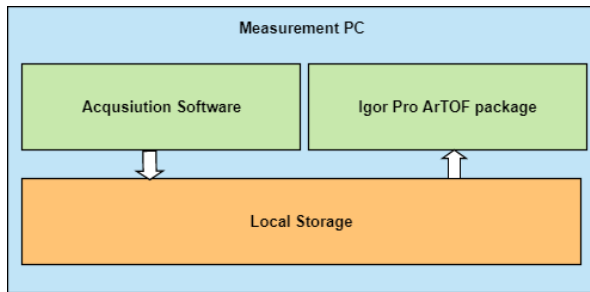 Measurement PC
Acqusiution Software
Igor Pro ArTOF package
Local Storage